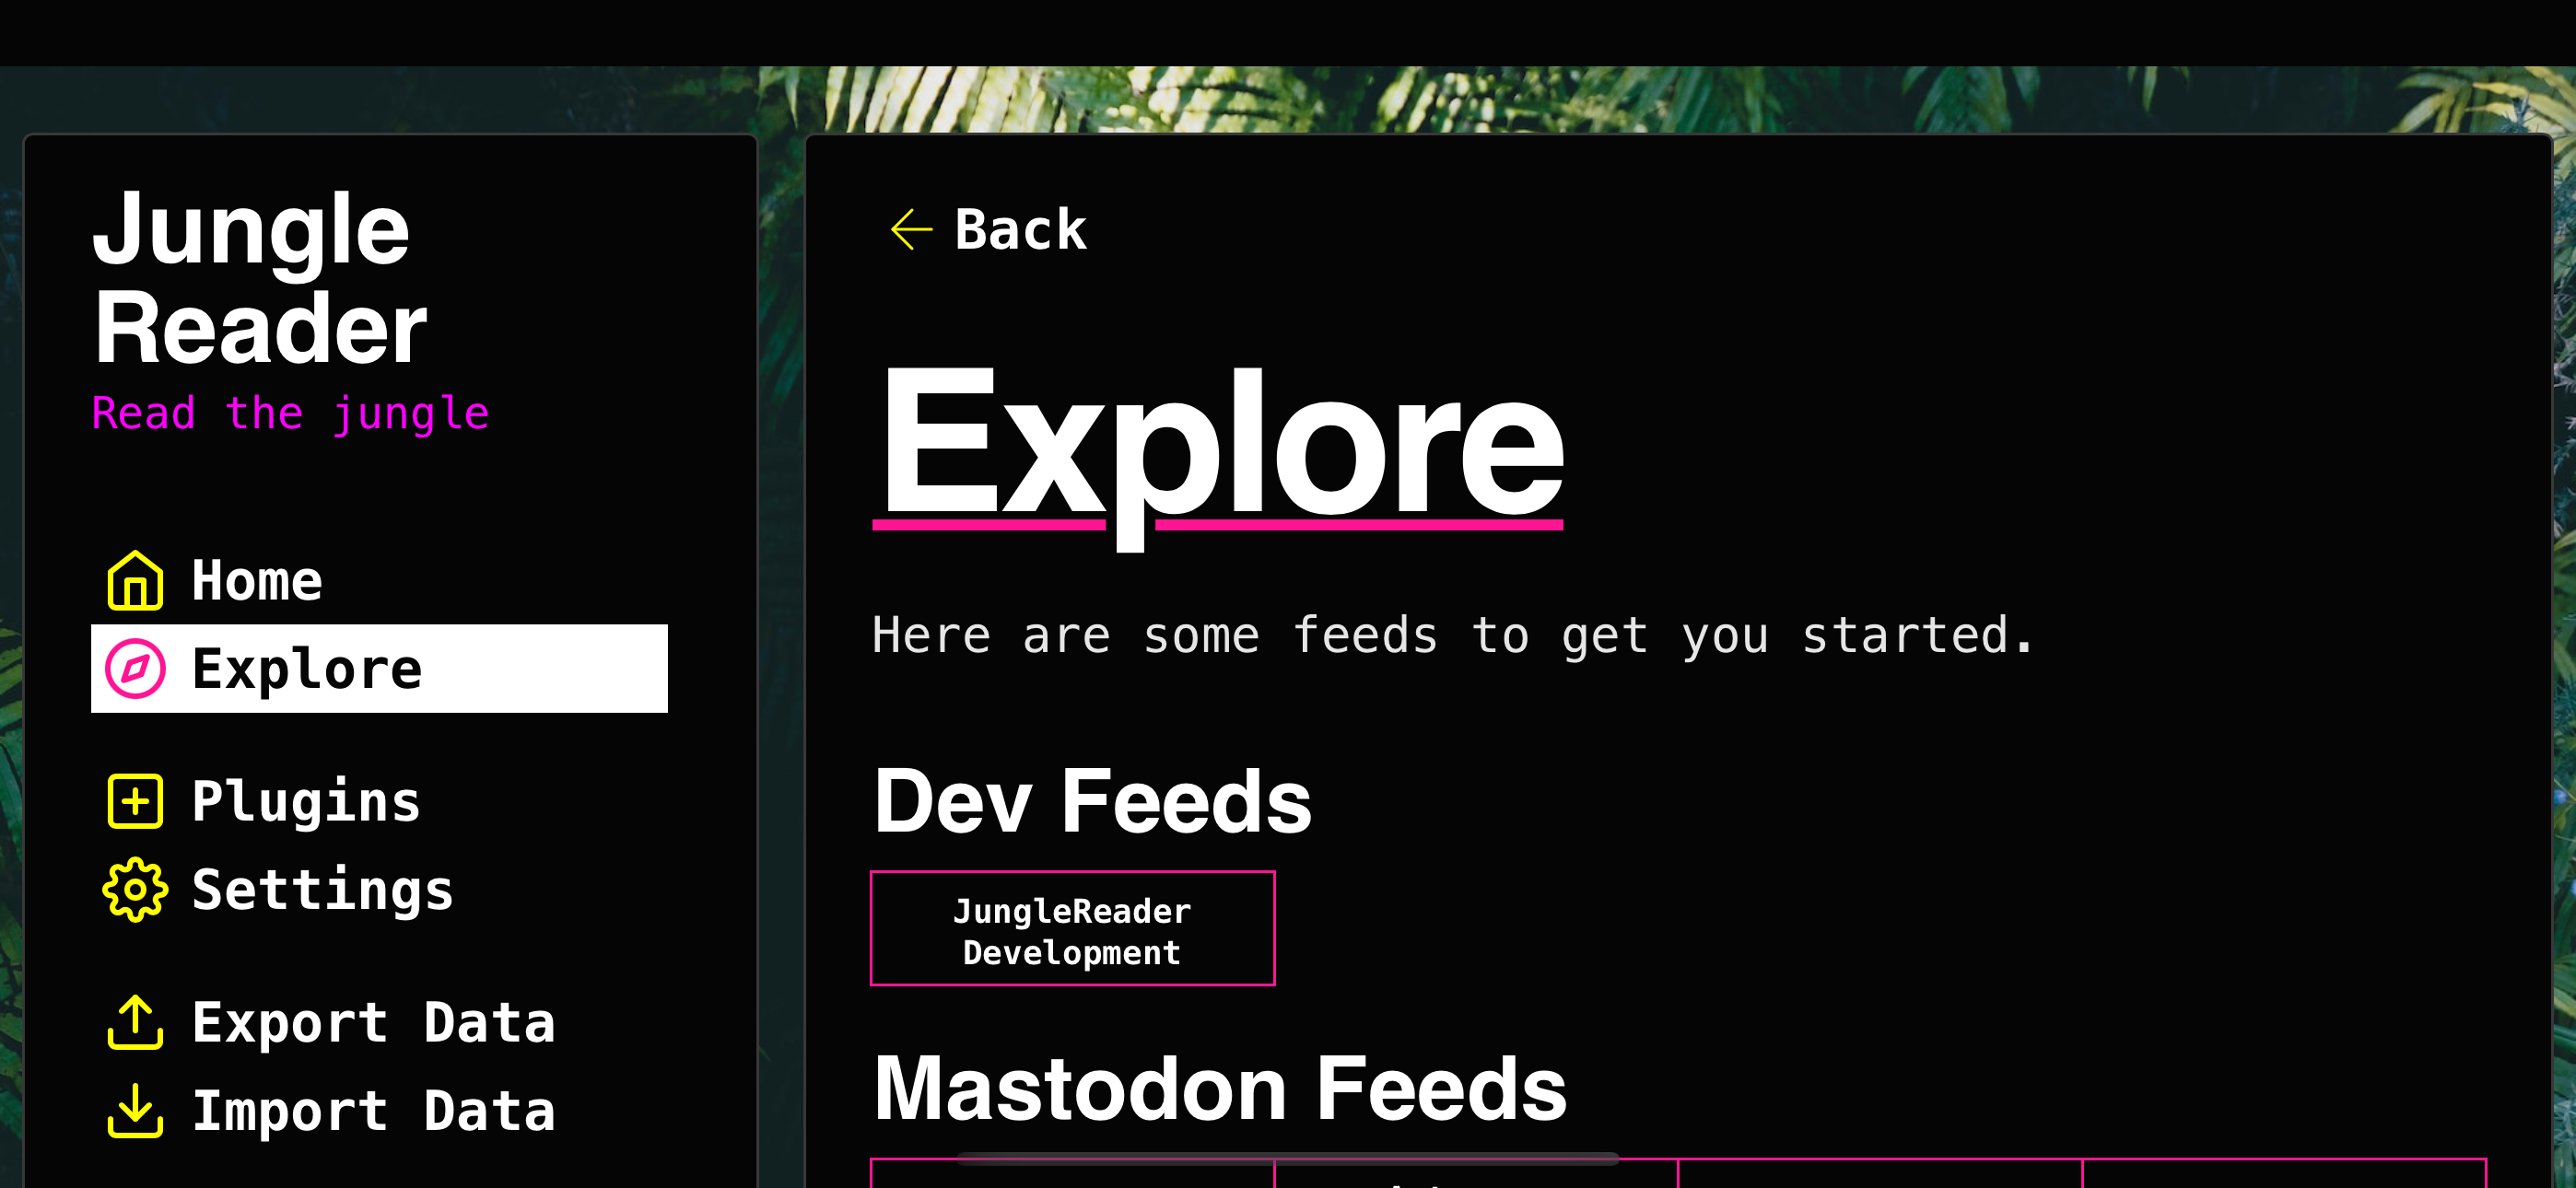 Jungle
Reader
Read the jungle
Home
Explore
Plugins
Settings
Export Data
Import Data
Back
Explore
Here are some feeds to get you started.
Dev Feeds
JungleReader
Development
Mastodon Feeds